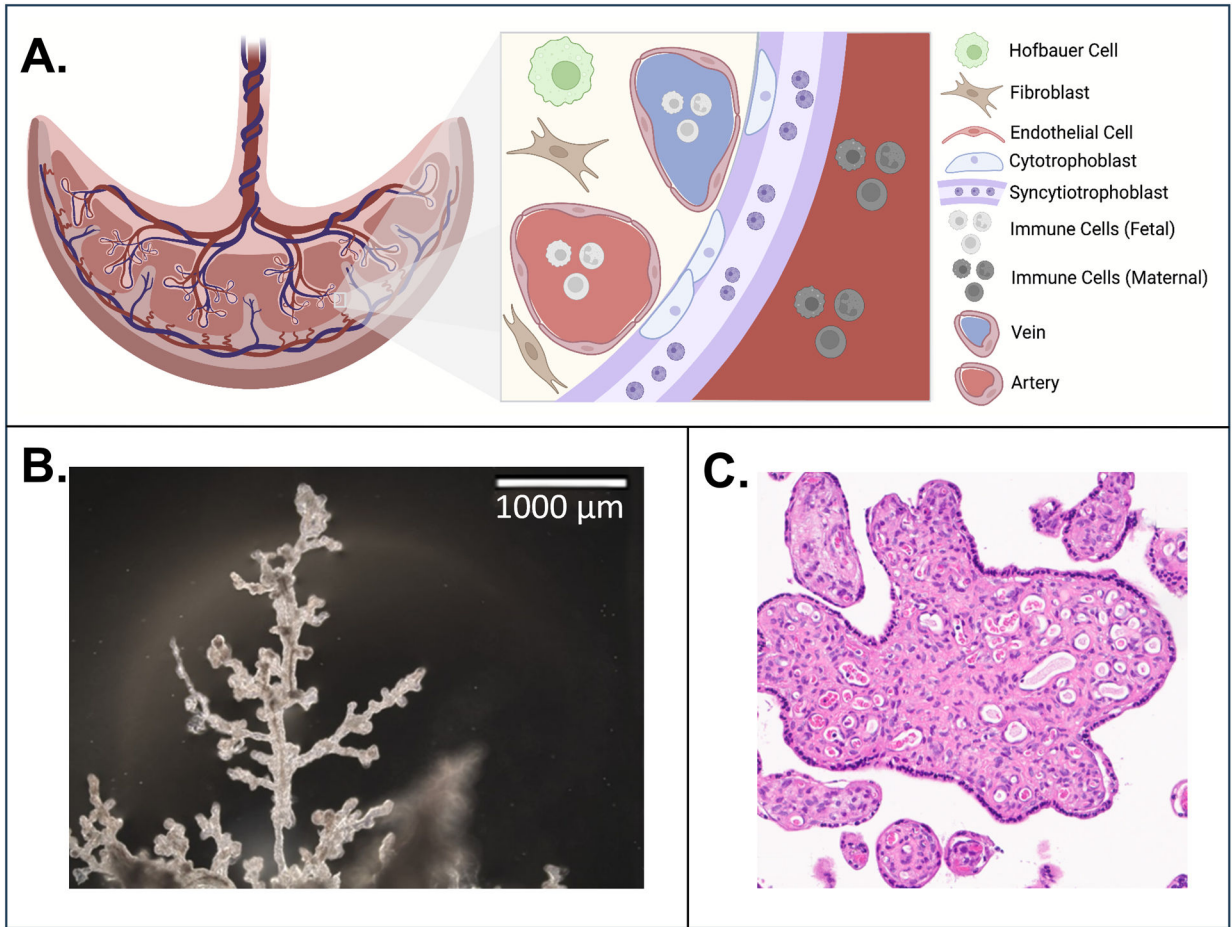 A.
Hofbauer Cell
Fibroblast
Endothelial Cell
Cytotrophoblast
Syncytiotrophoblast
Immune Cells (Fetal)
Immune Cells (Maternal)
Vein
Artery
B.
1000 µm
C.